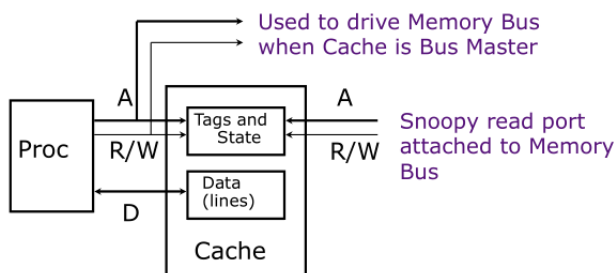 Used to drive Memory Bus
when Cache is Bus Master
A
A
Proc
R/W
Tags and
State
R/W
Snoopy read port
attached to Memory
Bus
D
Data
(lines)
Cache